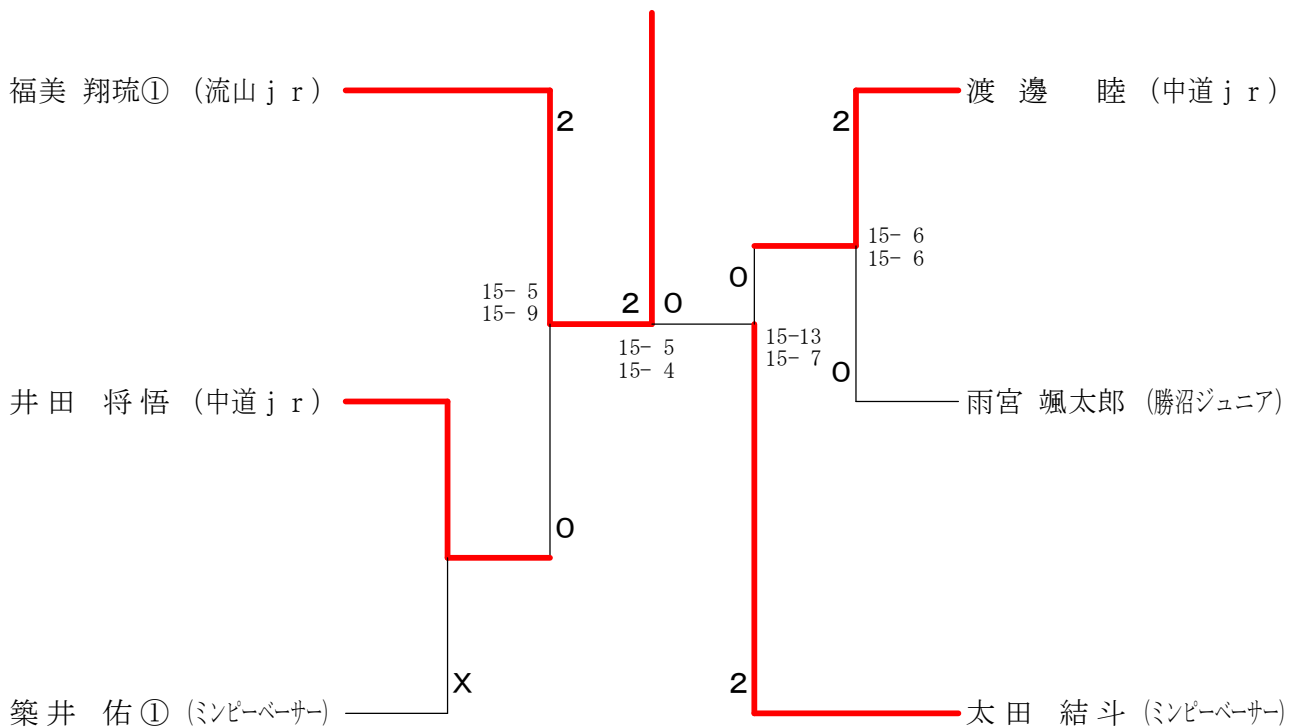 福美 翔琉① (流山ｊｒ)
渡 邊 睦 (中道ｊｒ)
2
2
15- 6
15- 6
0
15- 5
15- 9
2 0
15-13
15- 7
15- 5
15- 4
0
井田 将悟 (中道ｊｒ)
雨宮 颯太郎 (勝沼ジュニア)
0
X
2
築井 佑① (ミンピーベーサー)
太田 結斗 (ミンピーベーサー)